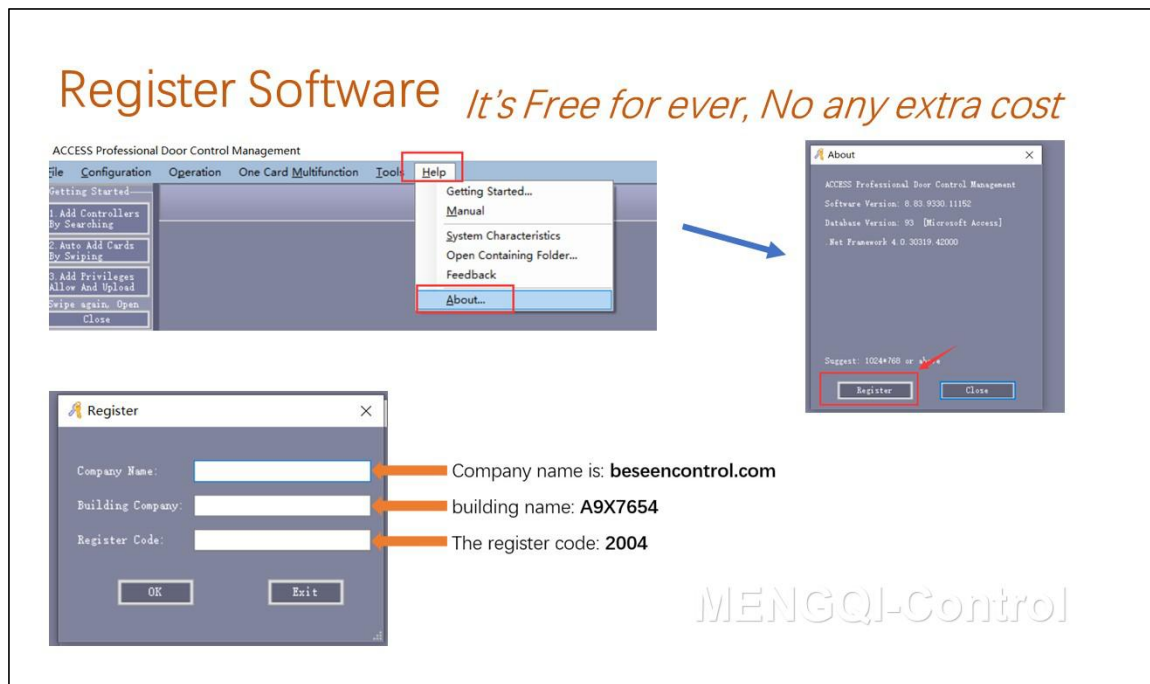 Register Software It's Free for ever, No any extra cost
ACCESS Professional Door Control Management
File Configuration Operation One Card Multifunction Tools Help
Getting Started
1. Add Controllers
By Searching
2. Auto Add Cards
By Swiping
3. Add Privileges
Allow And Upload
Swipe again, Open
Close
Getting Started...
Manual
System Characteristics
Open Containing Folder...
Feedback
About...
About
ACCESS Professional Door Control Management
Software Version: 8.83.9330.11152
Database Version: 93 [Microsoft Access]
.Net Framework 4.0.30319.42000
Suggest: 1024*768 or above
Register Close
Register
Company Name:
Building Company:
Register Code:
OK Exit
Company name is: beseencontrol.com
building name: A9X7654
The register code: 2004
MENGQI-Control